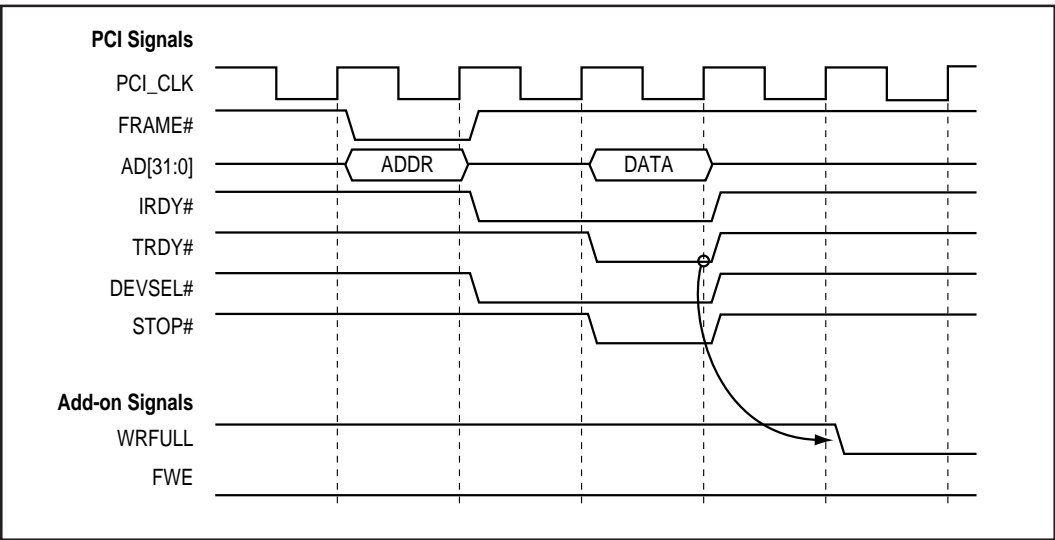 PCI Signals
PCI_CLK
FRAME#
AD[31:0]
ADDR
DATA
IRDY#
TRDY#
DEVSEL#
STOP#
Add-on Signals
WRFULL
FWE